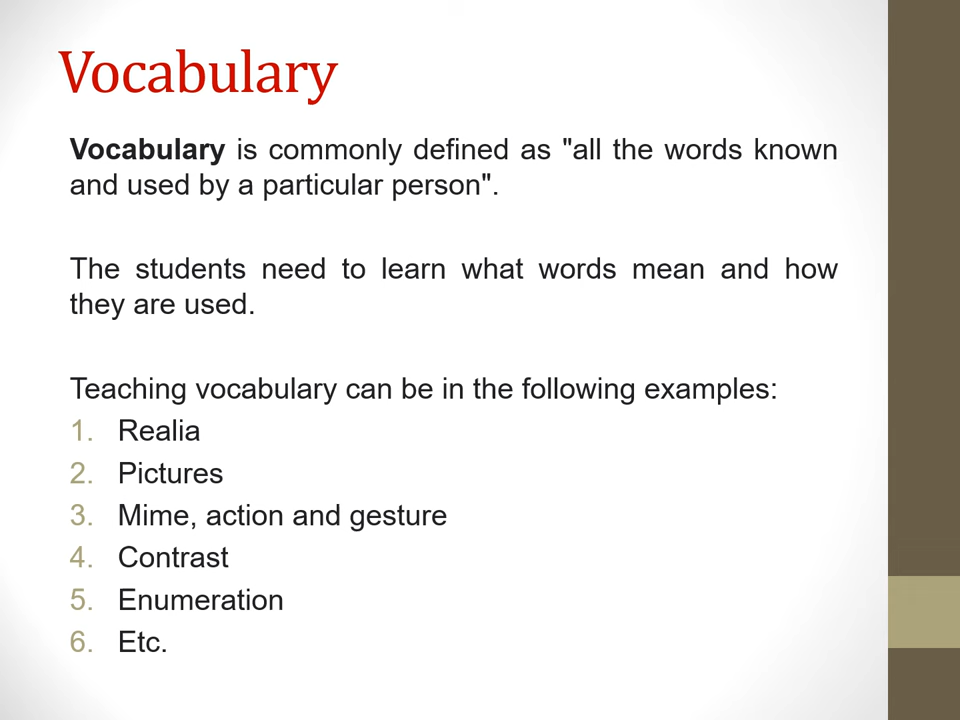 Vocabulary
Vocabulary is commonly defined as "all the words known
and used by a particular person".
The students need to learn what words mean and how
they are used.
Teaching vocabulary can be in the following examples:
1. Realia
2. Pictures
3. Mime, action and gesture
4. Contrast
5. Enumeration
6. Etc.